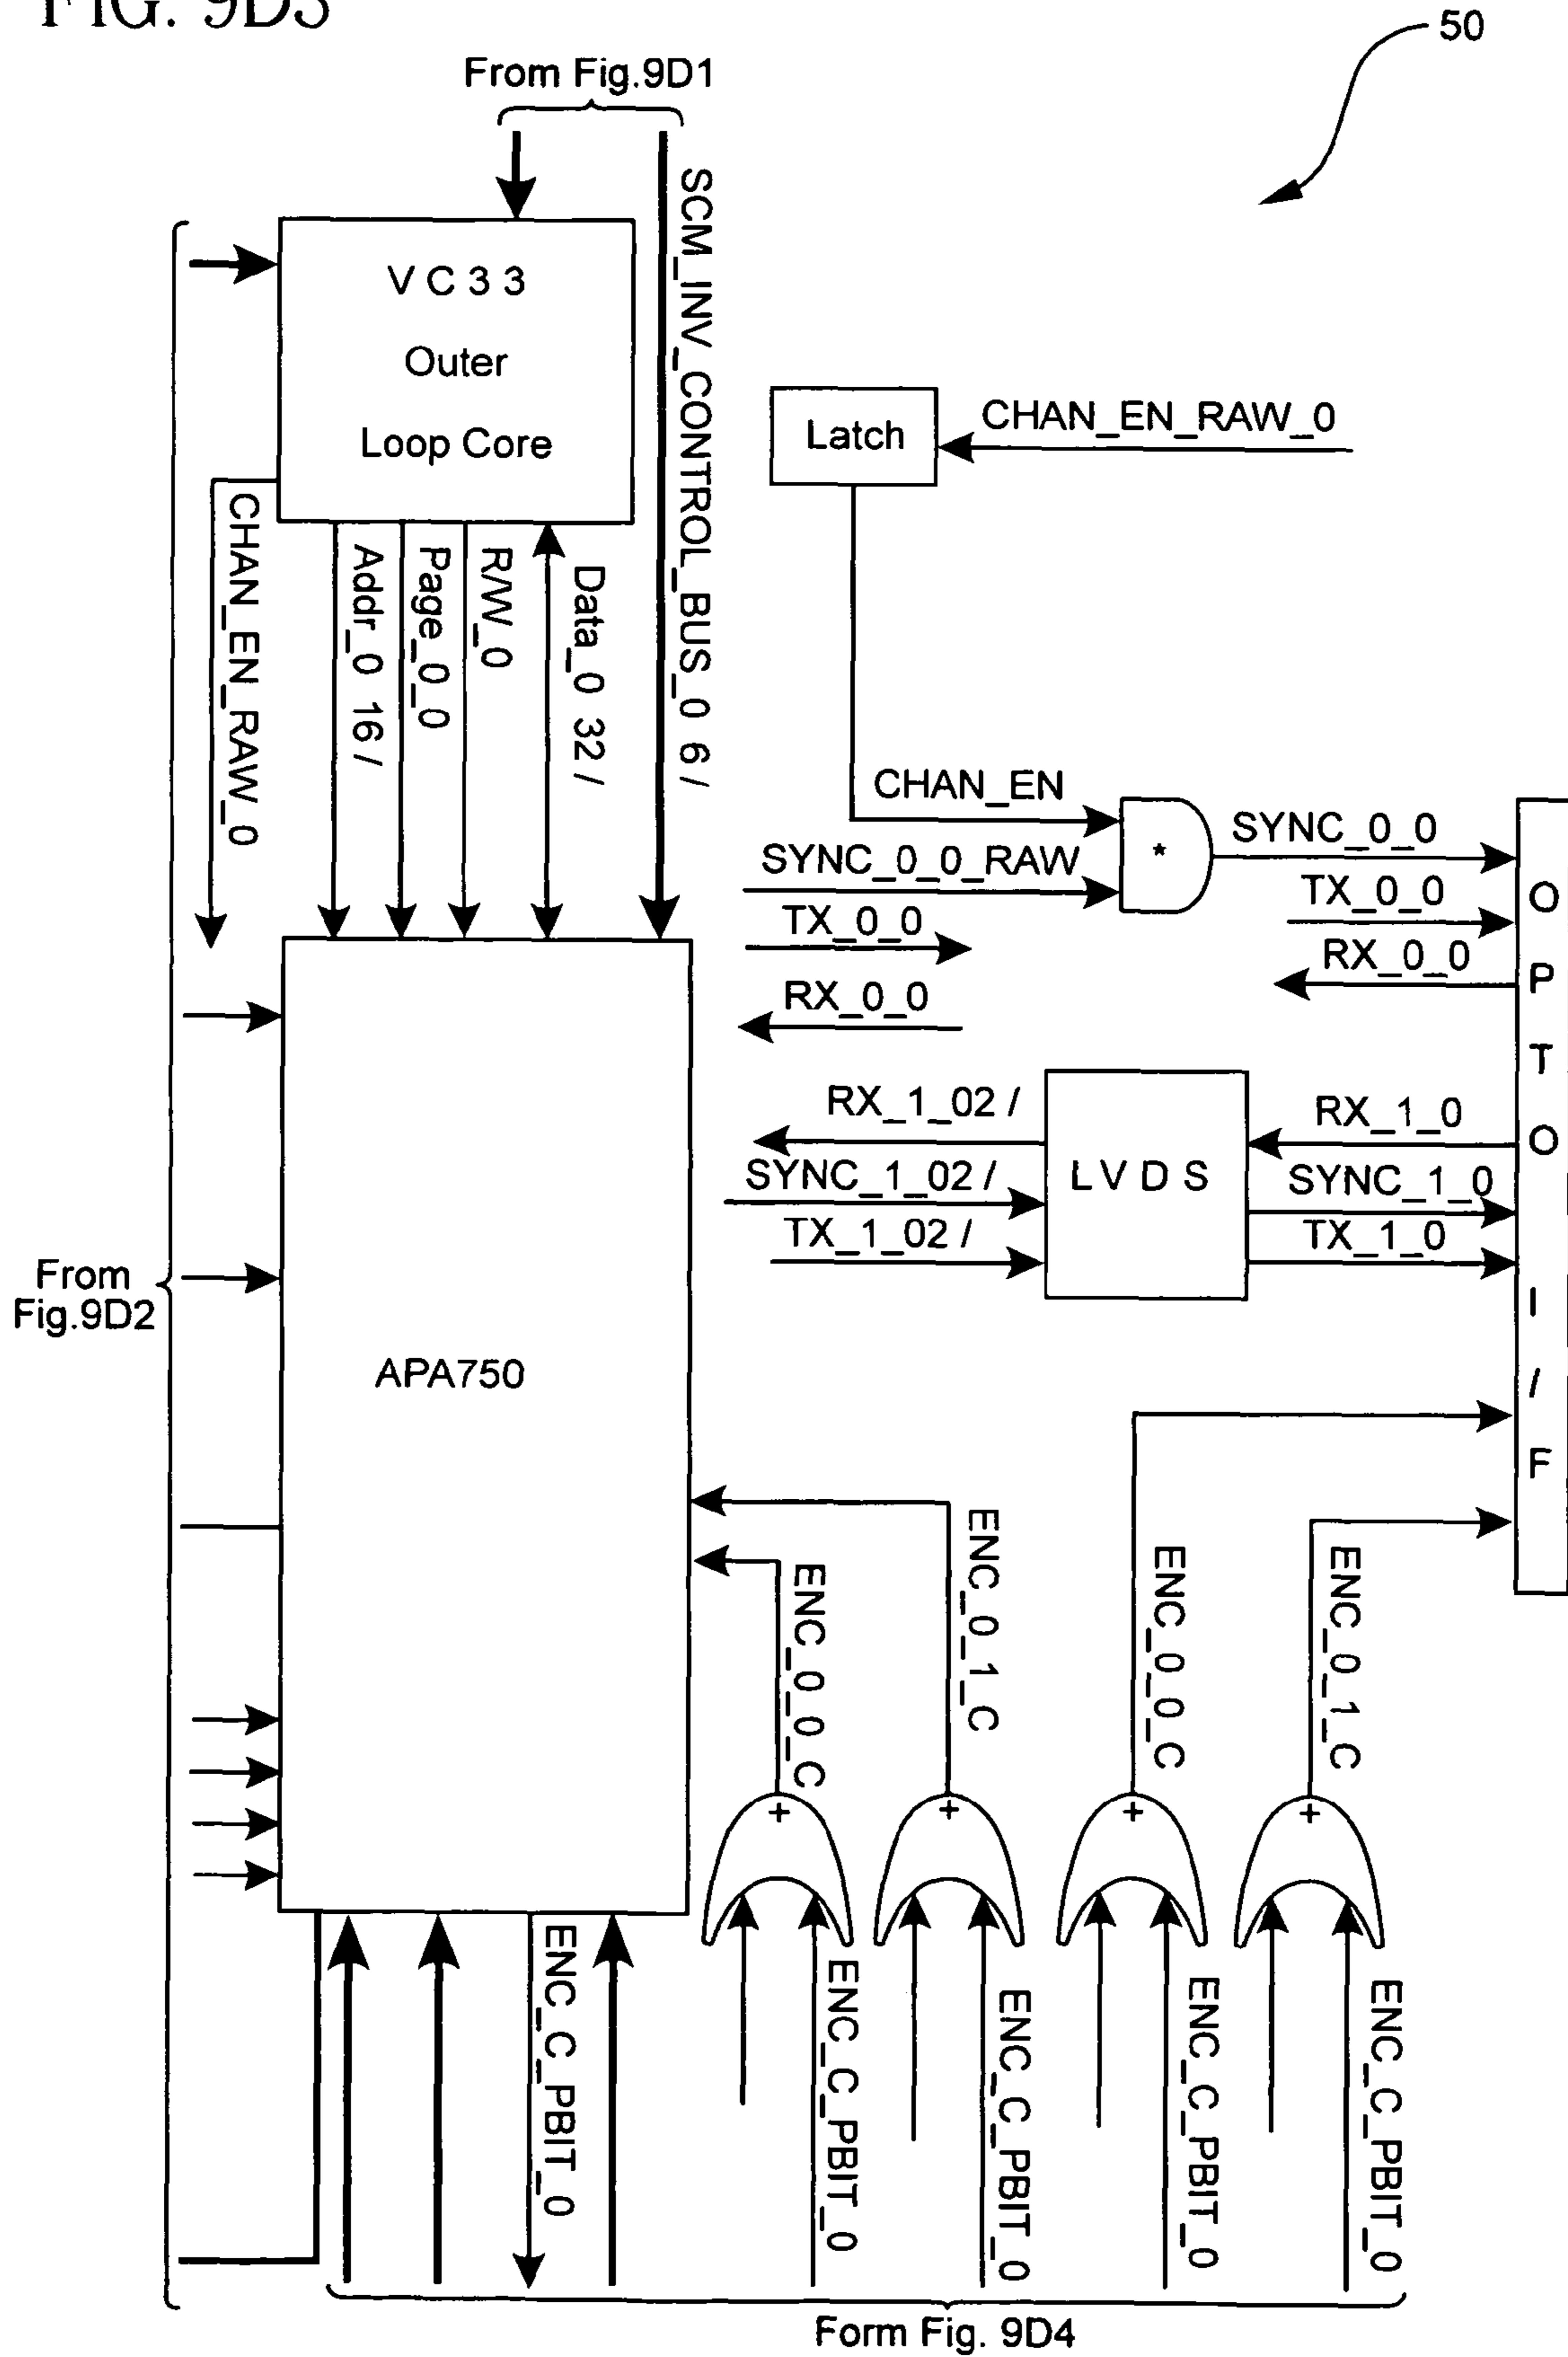 FIG. 9D3
50
From Fig.9D1
VC33
Outer
Loop Core
SCM_INV_CONTROL_BUS_0 6 /
CHAN_EN_RAW_0
Addr_0 16 /
Page_0_0
R/W_0
Data_0 32 /
Latch
CHAN_EN_RAW_0
CHAN_EN
SYNC_0_0_RAW
*
SYNC_0_0
TX_0_0
RX_0_0
TX_0_0
RX_0_0
OPTO I/F
RX_1_02 /
SYNC_1_02 /
TX_1_02 /
LVDS
RX_1_0
SYNC_1_0
TX_1_0
From
Fig.9D2
APA750
ENC_0_0_C
ENC_0_1_C
ENC_0_0_C
ENC_0_1_C
+
+
+
+
ENC_C_PBIT_0
ENC_C_PBIT_0
ENC_C_PBIT_0
ENC_C_PBIT_0
ENC_C_PBIT_0
Form Fig. 9D4